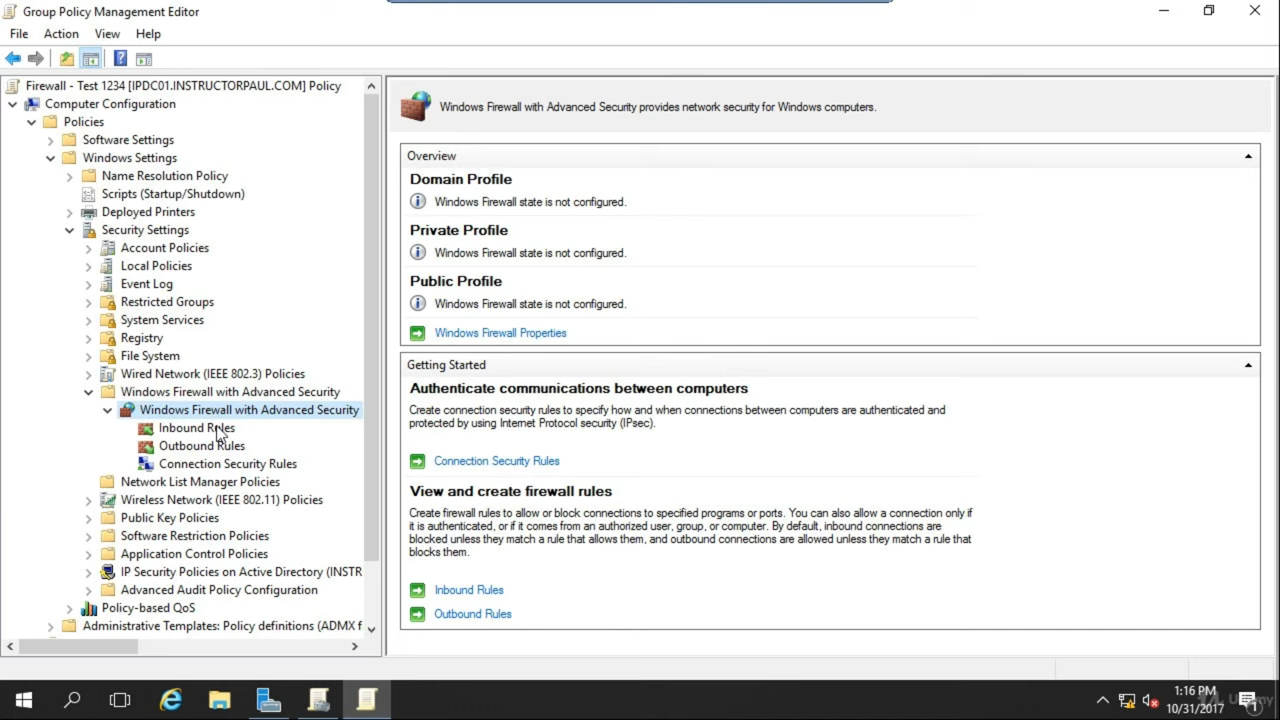 Group Policy Management Editor
File Action View Help
Firewall - Test 1234 [IPDC01.INSTRUCTORPAUL.COM] Policy
Computer Configuration
Policies
Software Settings
Windows Settings
Name Resolution Policy
Scripts (Startup/Shutdown)
Deployed Printers
Security Settings
Account Policies
Local Policies
Event Log
Restricted Groups
System Services
Registry
File System
Wired Network (IEEE 802.3) Policies
Windows Firewall with Advanced Security
Windows Firewall with Advanced Security
Inbound Rules
Outbound Rules
Connection Security Rules
Network List Manager Policies
Wireless Network (IEEE 802.11) Policies
Public Key Policies
Software Restriction Policies
Application Control Policies
IP Security Policies on Active Directory (INSTR
Advanced Audit Policy Configuration
Policy-based QoS
Administrative Templates: Policy definitions (ADMX f
Windows Firewall with Advanced Security provides network security for Windows computers.
Overview
Domain Profile
Windows Firewall state is not configured.
Private Profile
Windows Firewall state is not configured.
Public Profile
Windows Firewall state is not configured.
Windows Firewall Properties
Getting Started
Authenticate communications between computers
Create connection security rules to specify how and when connections between computers are authenticated and
protected by using Internet Protocol security (IPsec).
Connection Security Rules
View and create firewall rules
Create firewall rules to allow or block connections to specified programs or ports. You can also allow a connection only if
it is authenticated, or if it comes from an authorized user, group, or computer. By default, inbound connections are
blocked unless they match a rule that allows them, and outbound connections are allowed unless they match a rule that
blocks them.
Inbound Rules
Outbound Rules
1:16 PM
10/31/2017
1
Udemy